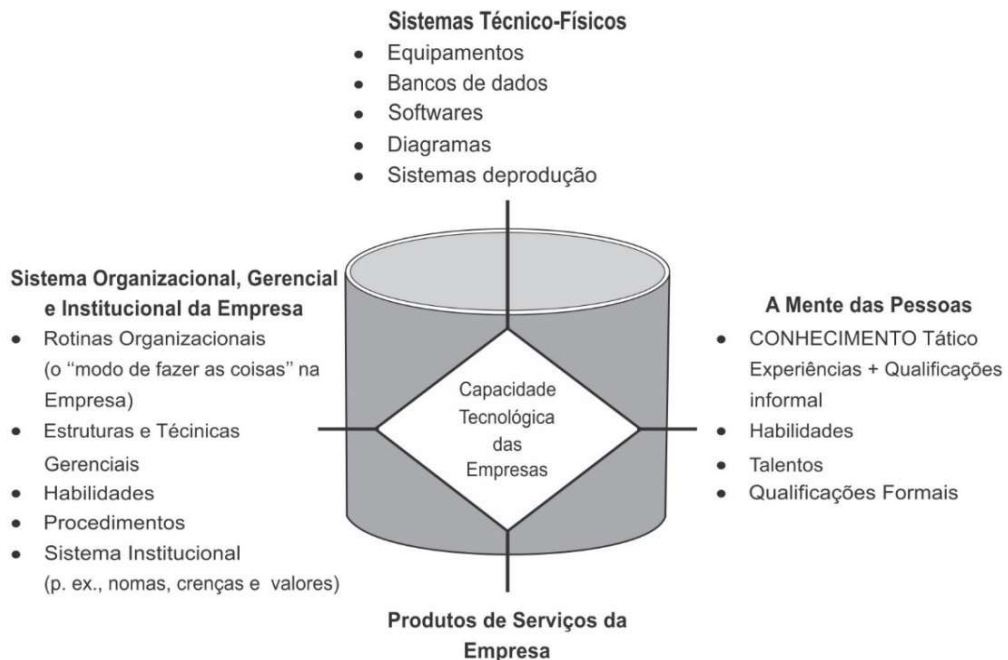 Sistemas Técnico-Físicos
● Equipamentos
● Bancos de dados
● Softwares
● Diagramas
● Sistemas deprodução
Sistema Organizacional, Gerencial
e Institucional da Empresa
● Rotinas Organizacionais
(o “modo de fazer as coisas” na
Empresa)
● Estruturas e Técinicas
Gerenciais
● Habilidades
● Procedimentos
● Sistema Institucional
(p. ex., nomas, crenças e valores)
Capacidade
Tecnológica
das
Empresas
A Mente das Pessoas
● CONHECIMENTO Tático
Experiências + Qualificações
informal
● Habilidades
● Talentos
● Qualificações Formais
Produtos de Serviços da
Empresa